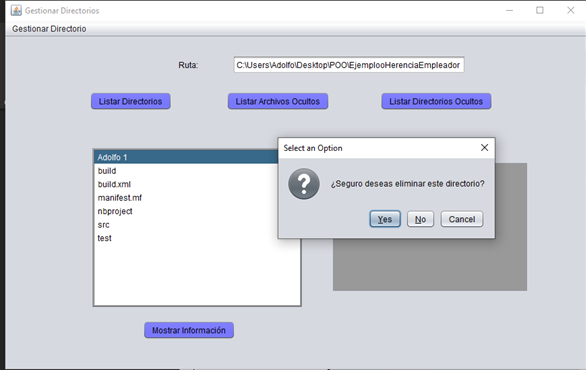 Gestionar Directorios
Gestionar Directorio
Ruta: C:\Users\Adolfo\Desktop\POO\EjemplooHerenciaEmpleador
Listar Directorios Listar Archivos Ocultos Listar Directorios Ocultos
Select an Option
¿Seguro deseas eliminar este directorio?
Yes No Cancel
Adolfo 1
build
build.xml
manifest.mf
nbproject
src
test
Mostrar Información